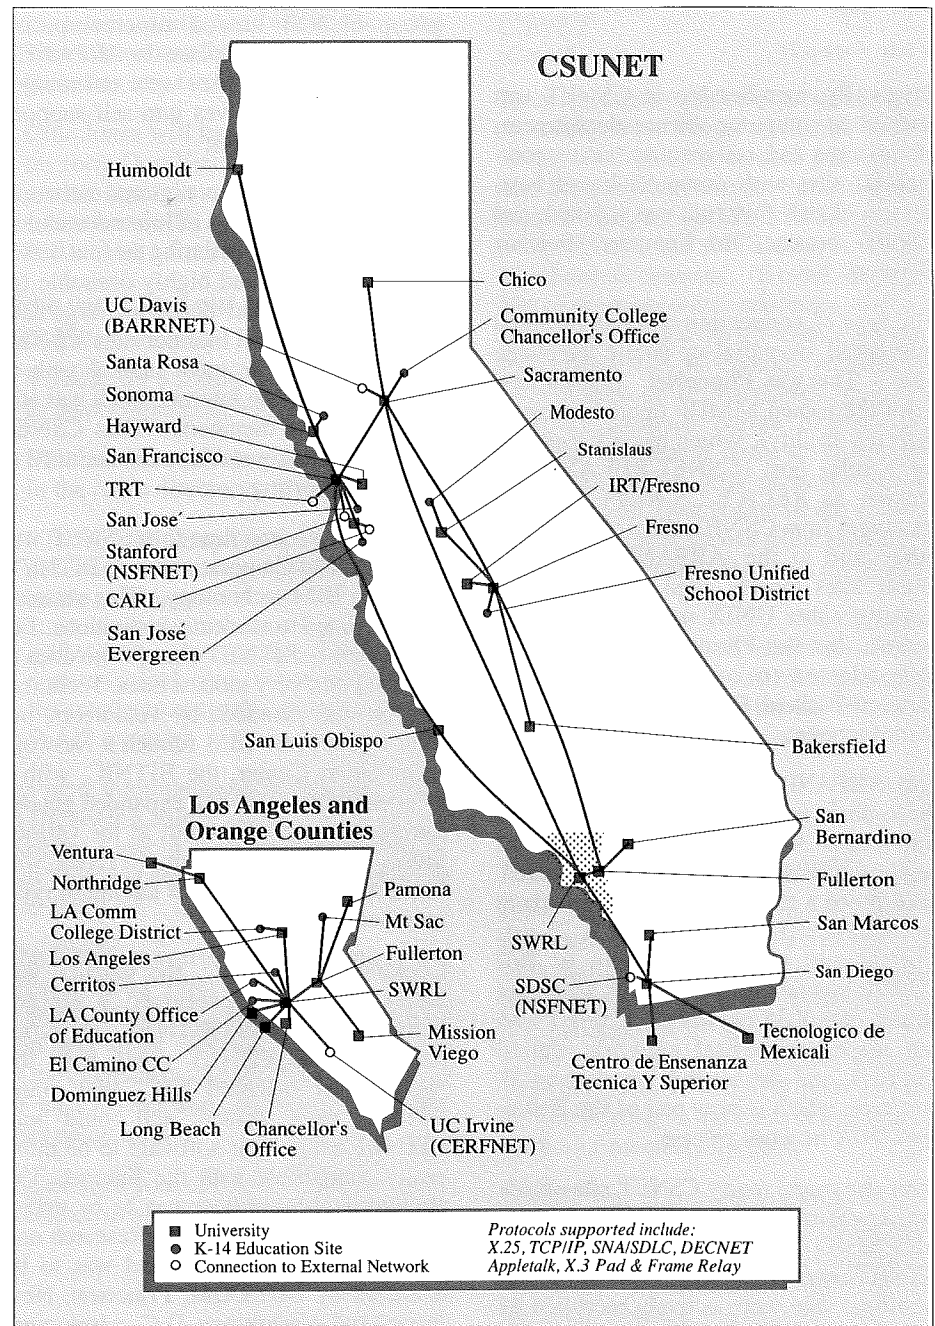 CSUNET
Humboldt
Chico
UC Davis
(BARRNET)
Community College
Chancellor's Office
Santa Rosa
Sacramento
Sonoma
Modesto
Hayward
Stanislaus
San Francisco
IRT/Fresno
TRT
Fresno
San Jose´
Stanford
(NSFNET)
Fresno Unified
School District
CARL
San José
Evergreen
San Luis Obispo
Bakersfield
Los Angeles and
Orange Counties
San
Bernardino
Ventura
Northridge
Pamona
Fullerton
LA Comm
College District
Mt Sac
San Marcos
Los Angeles
Fullerton
SWRL
Cerritos
SWRL
San Diego
SDSC
(NSFNET)
LA County Office
of Education
Mission
Viego
Tecnologico de
Mexicali
El Camino CC
Centro de Ensenanza
Tecnica Y Superior
Dominguez Hills
Long Beach
Chancellor's
Office
UC Irvine
(CERFNET)
University
K-14 Education Site
Connection to External Network
Protocols supported include:
X.25, TCP/IP, SNA/SDLC, DECNET
Appletalk, X.3 Pad & Frame Relay